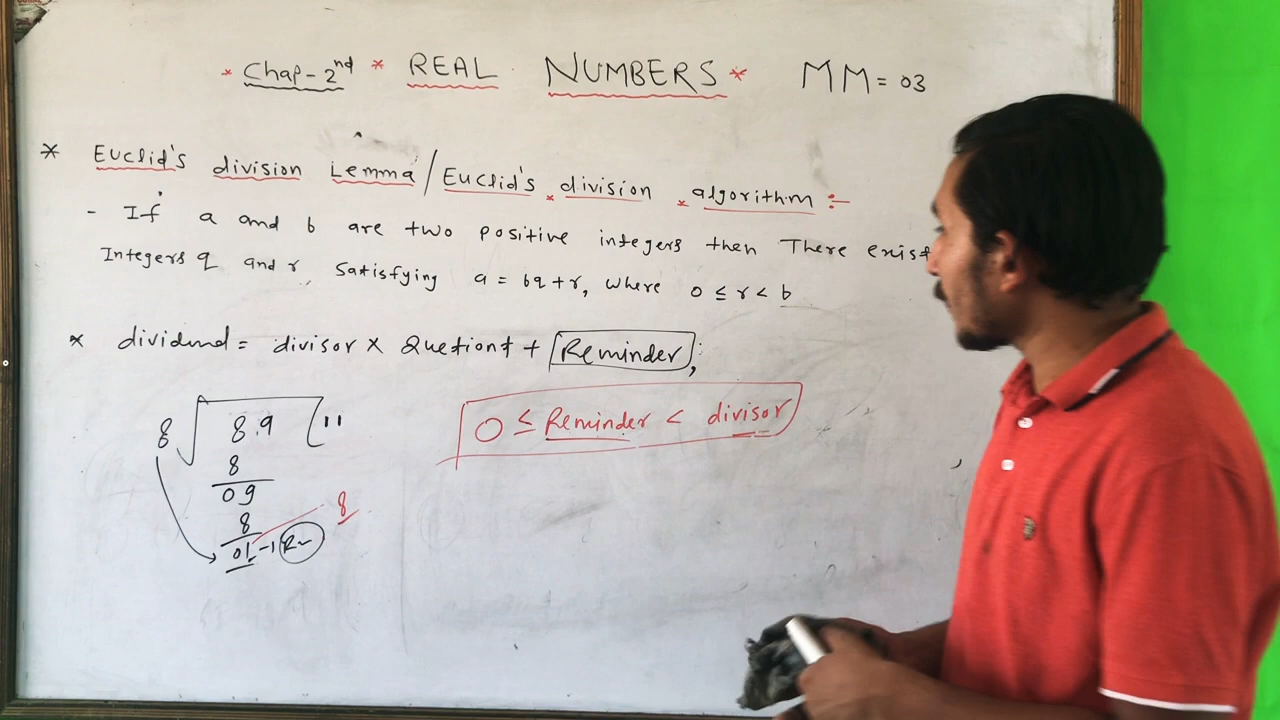 * Chap-2nd * REAL NUMBERS * MM = 03
* Euclid's division Lemma / Euclid's division algorithm :-
- If a and b are two positive integers then There exist
Integers q and r satisfying a = bq + r, where 0 ≤ r < b
* dividend = divisor × Quetiont + Reminder,
0 ≤ Reminder < divisor
8 8.9 11
8
09
8 8
01 -1